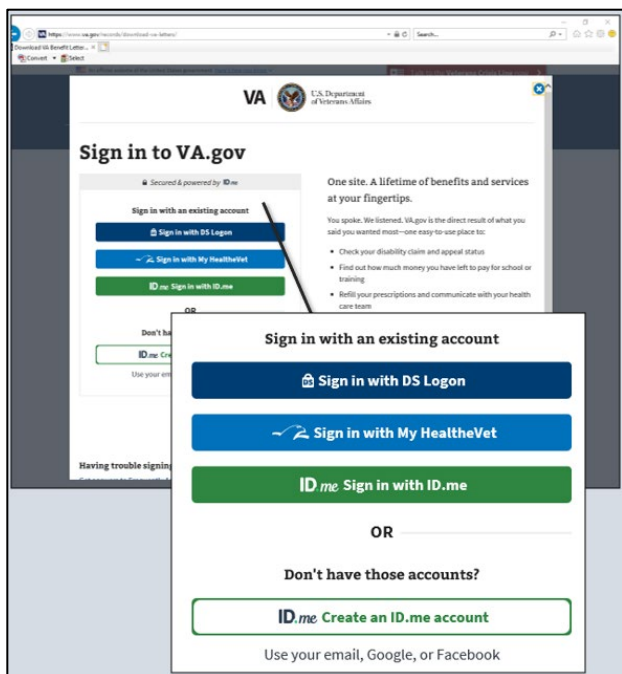 https://www.va.gov/records/download-va-letters/
Search...
Download VA Benefit Letter...
Convert
Select
VA
U.S. Department
of Veterans Affairs
Sign in to VA.gov
Secured & powered by ID.me
Sign in with an existing account
DS Sign in with DS Logon
Sign in with My HealtheVet
ID.me Sign in with ID.me
OR
Don't ha
ID.me Cre
Use your em
Having trouble signing
One site. A lifetime of benefits and services
at your fingertips.
You spoke. We listened. VA.gov is the direct result of what you
said you wanted most—one easy-to-use place to:
• Check your disability claim and appeal status
• Find out how much money you have left to pay for school or
training
• Refill your prescriptions and communicate with your health
care team
Sign in with an existing account
DS Sign in with DS Logon
Sign in with My HealtheVet
ID.me Sign in with ID.me
OR
Don't have those accounts?
ID.me Create an ID.me account
Use your email, Google, or Facebook